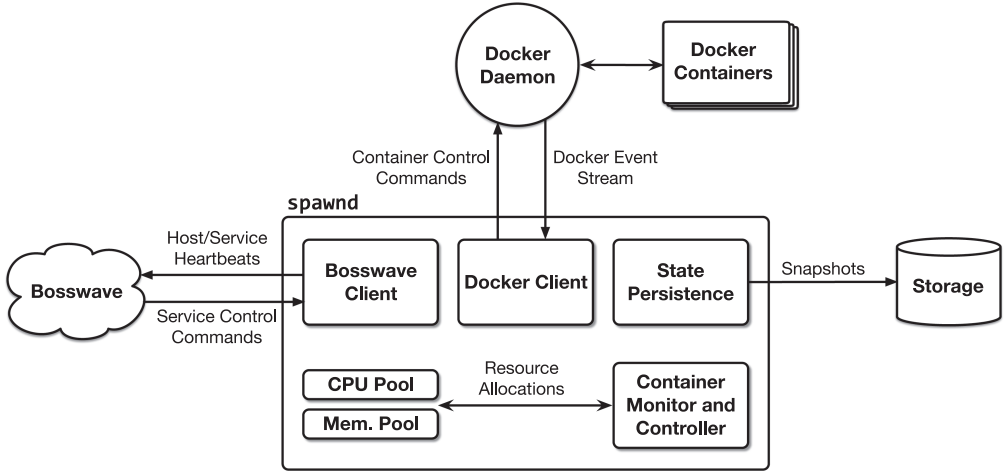 Docker
Daemon
Docker
Containers
Container Control
Commands
Docker Event
Stream
spawnd
Host/Service
Heartbeats
Bosswave
Service Control
Commands
Bosswave
Client
Docker Client
State
Persistence
Snapshots
Storage
CPU Pool
Mem. Pool
Resource
Allocations
Container
Monitor and
Controller